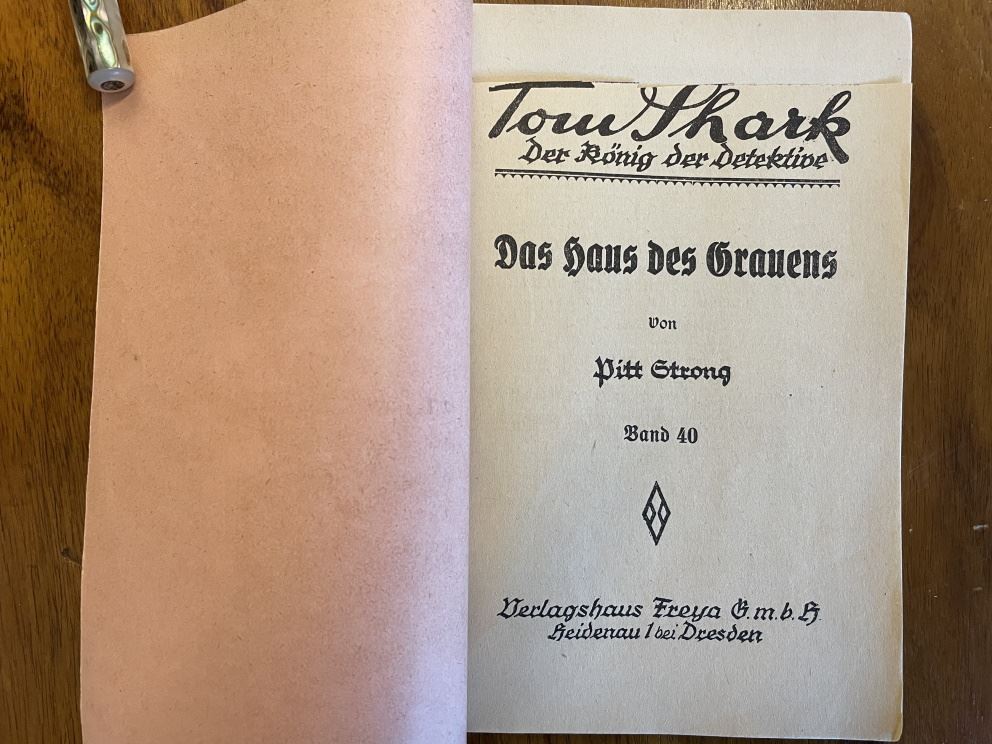 Tom Shark
Der König der Detektive
Das Haus des Grauens
von
Pitt Strong
Band 40
Verlagshaus Freya G.m.b.H.
Heidenau 1 bei Dresden